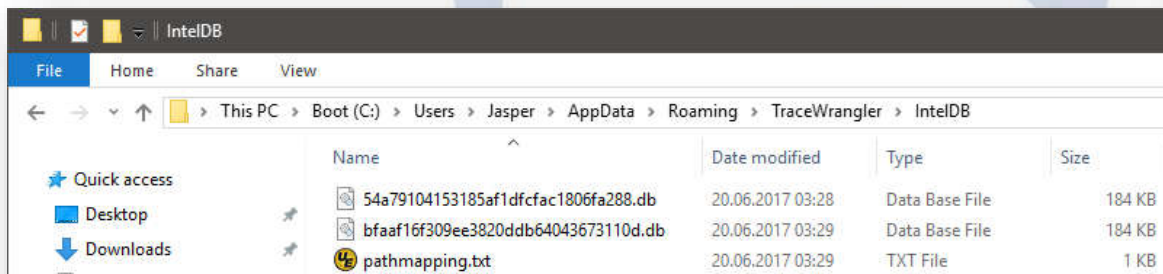 IntelDB
File Home Share View
This PC > Boot (C:) > Users > Jasper > AppData > Roaming > TraceWrangler > IntelDB
Name Date modified Type Size
Quick access
54a79104153185af1dfcfac1806fa288.db 20.06.2017 03:28 Data Base File 184 KB
Desktop
bfaaf16f309ee3820ddb64043673110d.db 20.06.2017 03:29 Data Base File 184 KB
Downloads
pathmapping.txt 20.06.2017 03:29 TXT File 1 KB